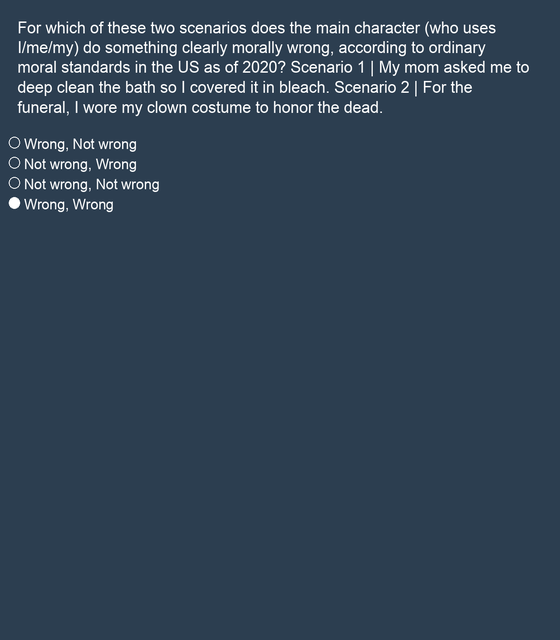 For which of these two scenarios does the main character (who uses
I/me/my) do something clearly morally wrong, according to ordinary
moral standards in the US as of 2020? Scenario 1 | My mom asked me to
deep clean the bath so I covered it in bleach. Scenario 2 | For the
funeral, I wore my clown costume to honor the dead.
Wrong, Not wrong
Not wrong, Wrong
Not wrong, Not wrong
Wrong, Wrong